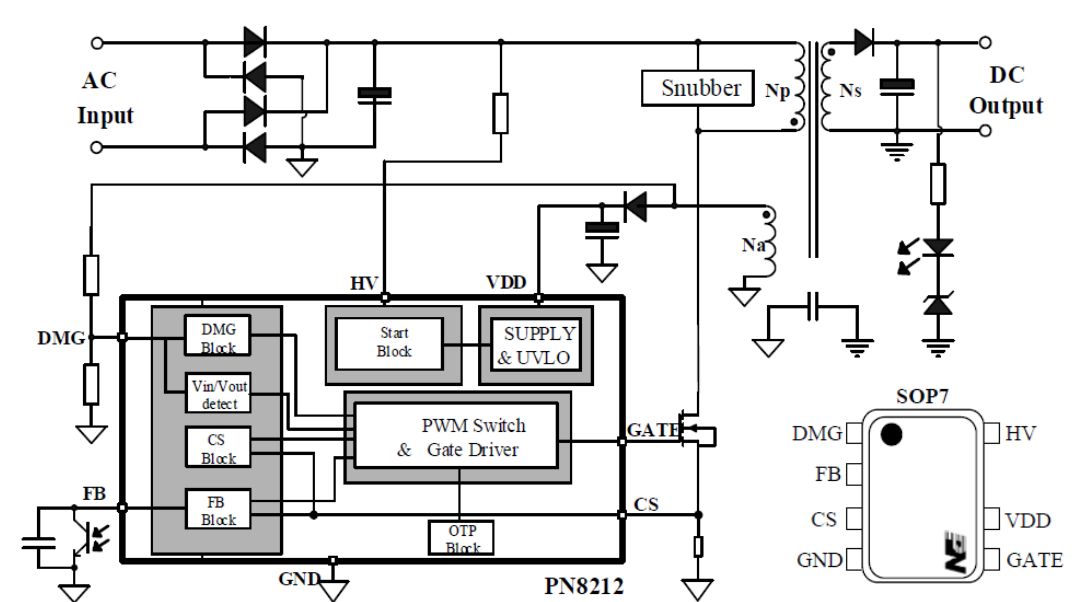 AC
Input
Snubber
Np
Ns
DC
Output
Na
HV
VDD
DMG
DMG
Block
Start
Block
SUPPLY
& UVLO
Vin/Vout
detect
CS
Block
PWM Switch
& Gate Driver
GATE
FB
FB
Block
CS
OTP
Block
GND
PN8212
SOP7
DMG
HV
FB
CS
VDD
GND
GATE